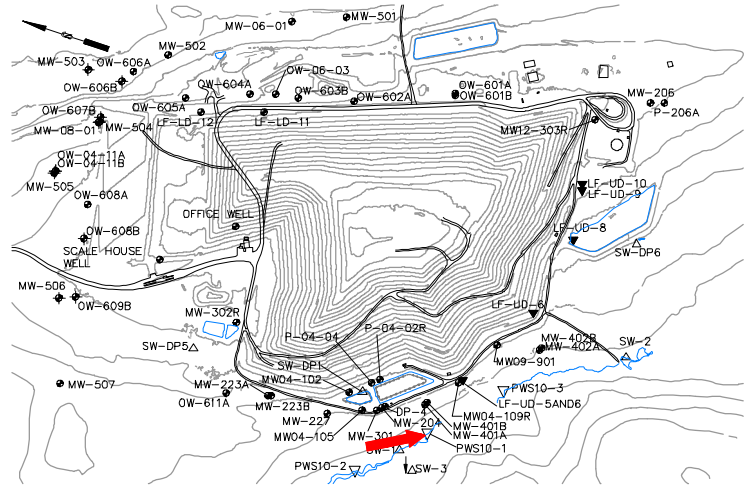 MW-501
MW-06-01
MW-502
MW-503
OW-606A
OW-606B
OW-604A
OW-06-03
OW-603B
OW-602A
OW-601A
OW-601B
MW-206
P-206A
OW-605A
LF-LD-12
LF-LD-11
OW-607B
MW-08-01
MW-504
MW12-303R
OW-04-11A
OW-04-11B
MW-505
LF-UD-10
LF-UD-9
OW-608A
OFFICE WELL
LF-UD-8
OW-608B
SW-DP6
SCALE HOUSE
WELL
MW-506
OW-609B
LF-UD-6
MW-302R
P-04-04
P-04-02R
MW-402B
MW-402A
SW-2
SW-DP5
SW-DP1
MW09-901
MW-507
MW-223A
MW04-102
PWS10-3
OW-611A
MW-223B
LF-UD-5AND6
DP-4
MW04-109R
MW-227
MW-204
MW-401B
MW04-105
MW-301
MW-401A
SW-1
PWS10-1
PWS10-2
SW-3